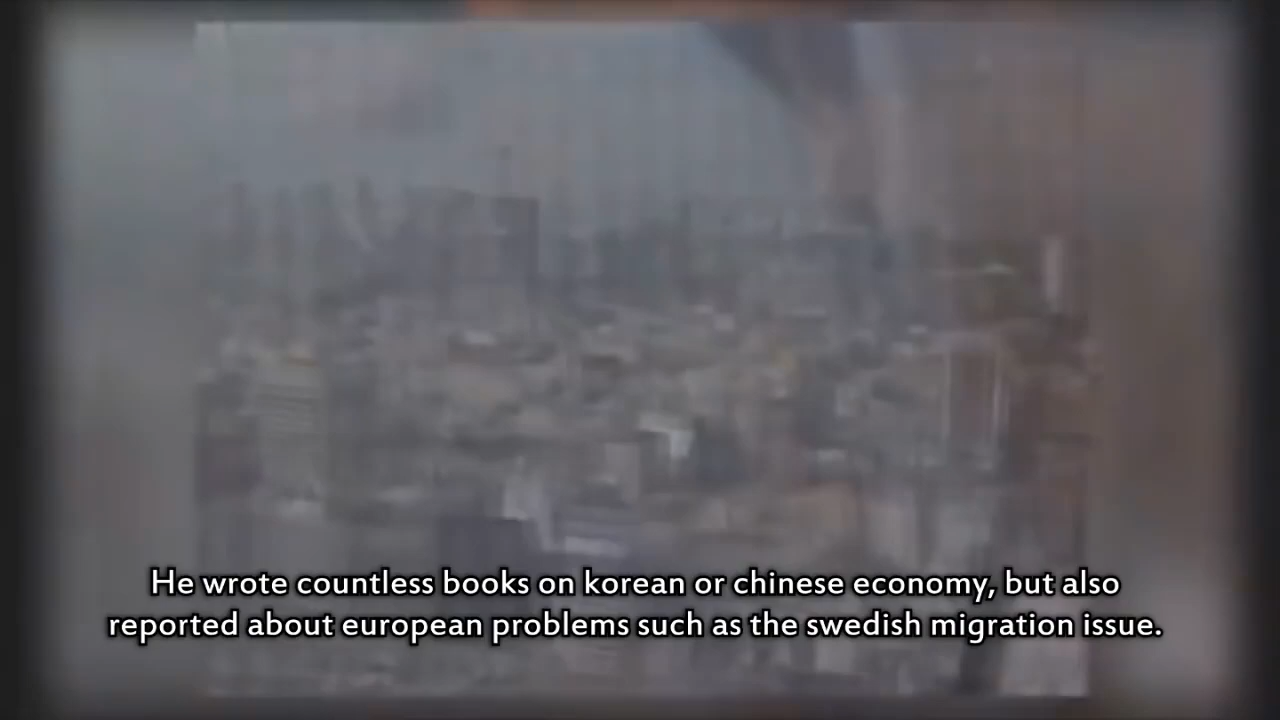 He wrote countless books on korean or chinese economy, but also
reported about european problems such as the swedish migration issue.